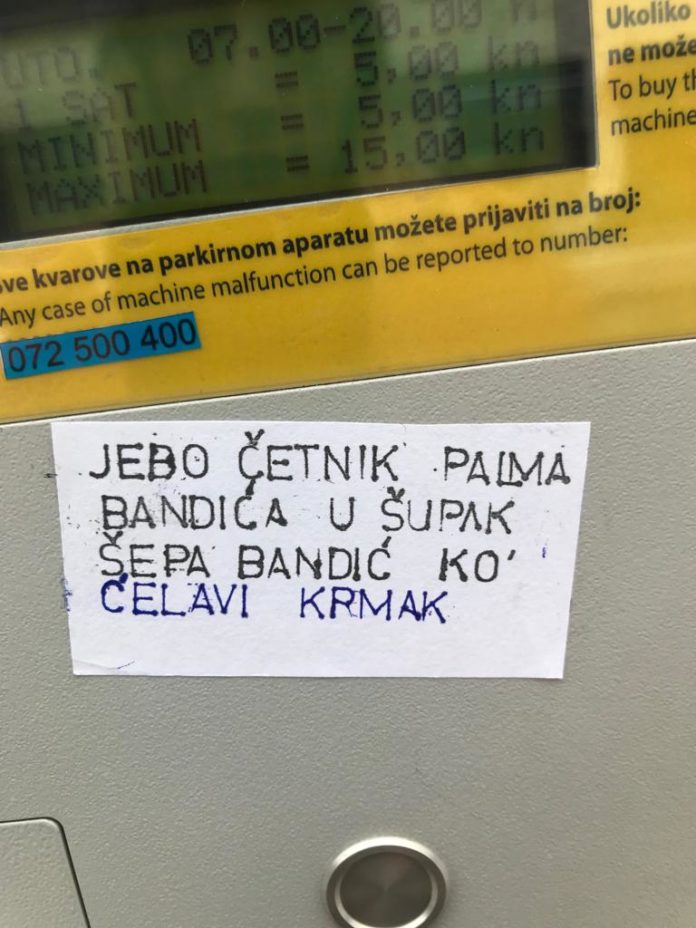 07.00-20.00 H
UTO.
1 SAT = 5,00 kn
MINIMUM = 5,00 kn
MAXIMUM = 15,00 kn
Ukoliko
ne može
To buy th
machine
sve kvarove na parkirnom aparatu možete prijaviti na broj:
Any case of machine malfunction can be reported to number:
072 500 400
JEBO ČETNIK PALMA
BANDIĆA U ŠUPAK
ŠEPA BANDIĆ KO'
ĆELAVI KRMAK